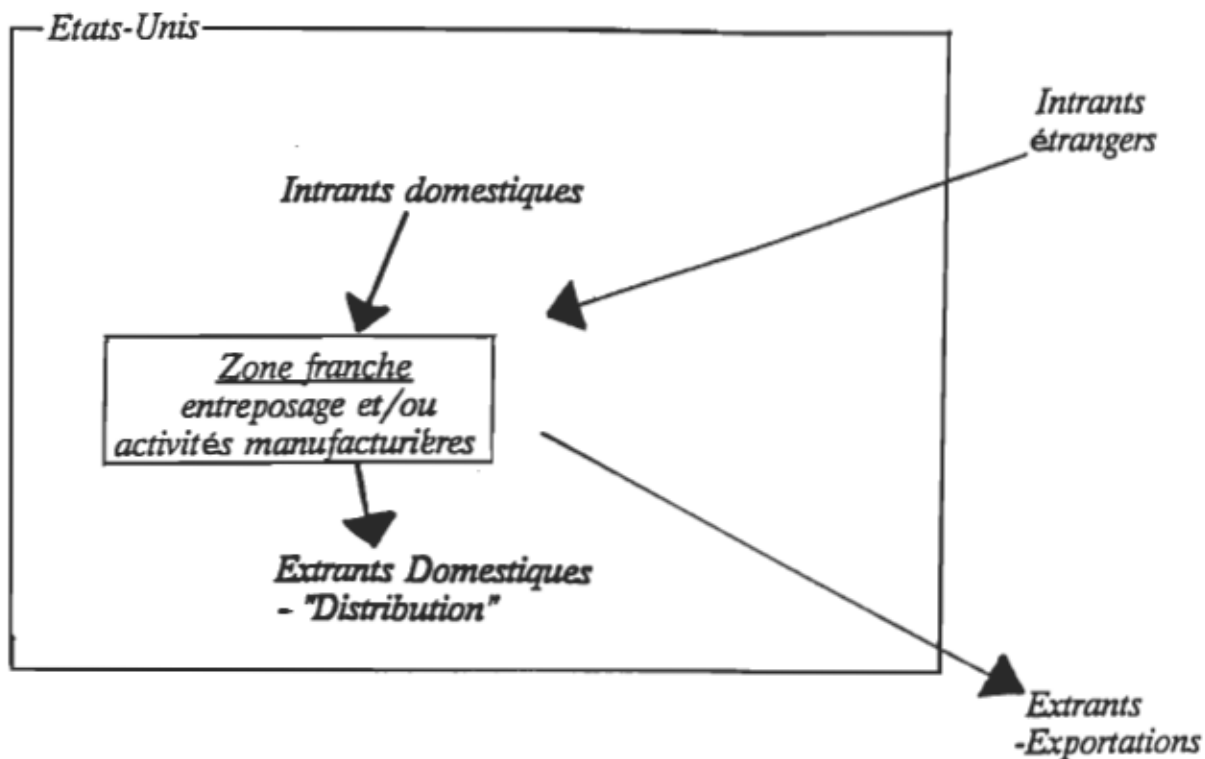 Etats-Unis
Intrants
étrangers
Intrants domestiques
Zone franche
entreposage et/ou
activités manufacturières
Extrants Domestiques
- "Distribution"
Extrants
-Exportations